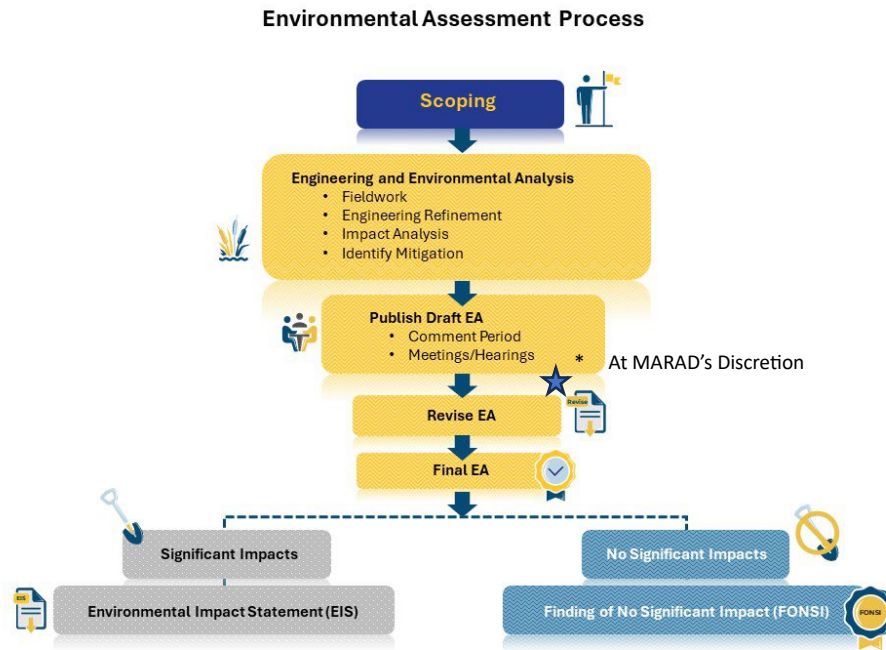 Environmental Assessment Process
Scoping
Engineering and Environmental Analysis
• Fieldwork
• Engineering Refinement
• Impact Analysis
• Identify Mitigation
Publish Draft EA
• Comment Period
• Meetings/Hearings
* At MARAD’s Discretion
Revise EA
Revise
Final EA
Significant Impacts
No Significant Impacts
EIS
Environmental Impact Statement (EIS)
Finding of No Significant Impact (FONSI)
FONSI